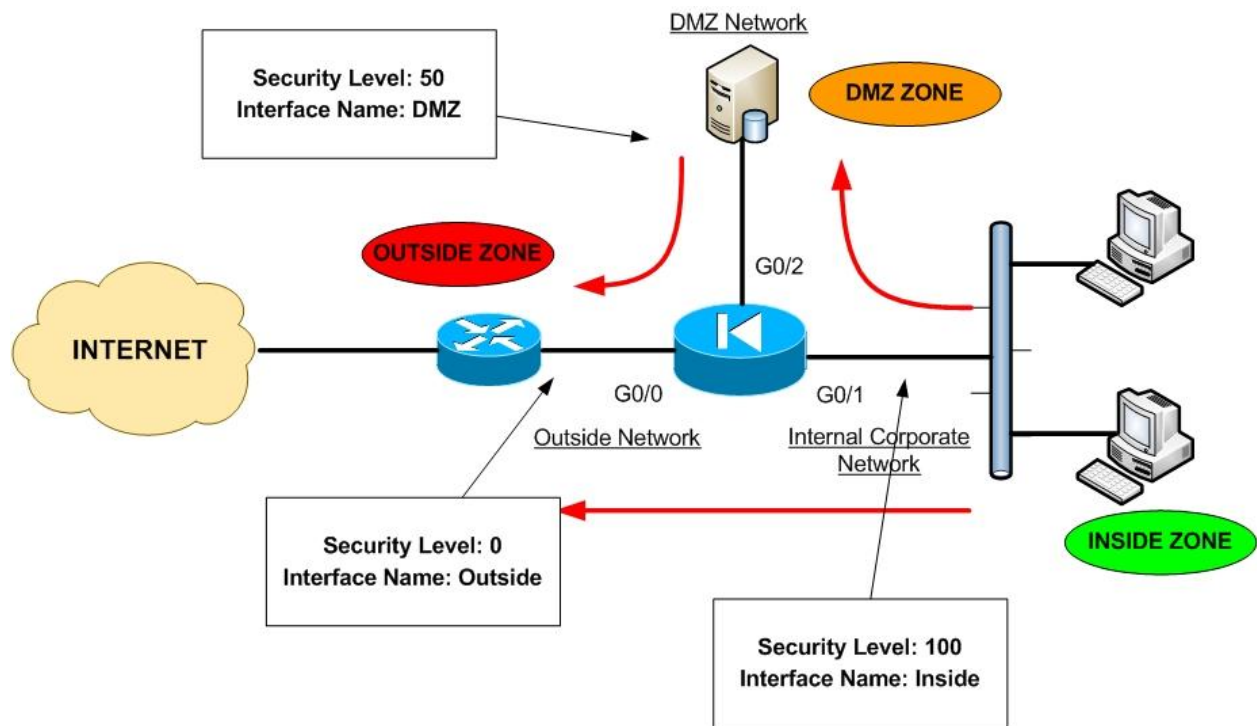 DMZ Network
Security Level: 50
Interface Name: DMZ
DMZ ZONE
OUTSIDE ZONE
G0/2
INTERNET
G0/0
G0/1
Outside Network
Internal Corporate
Network
Security Level: 0
Interface Name: Outside
INSIDE ZONE
Security Level: 100
Interface Name: Inside